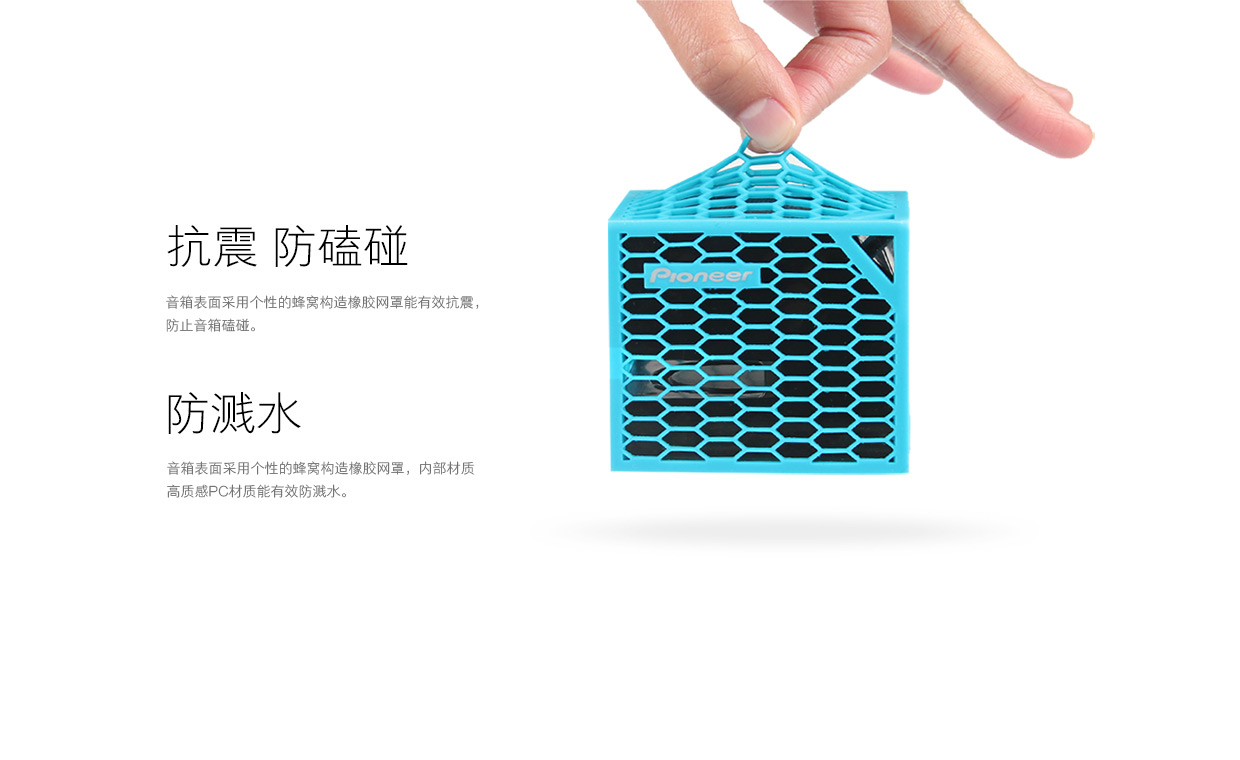 抗震 防磕碰
音箱表面采用个性的蜂窝构造橡胶网罩能有效抗震，
防止音箱磕碰。
防溅水
音箱表面采用个性的蜂窝构造橡胶网罩，内部材质
高质感PC材质能有效防溅水。
Pioneer